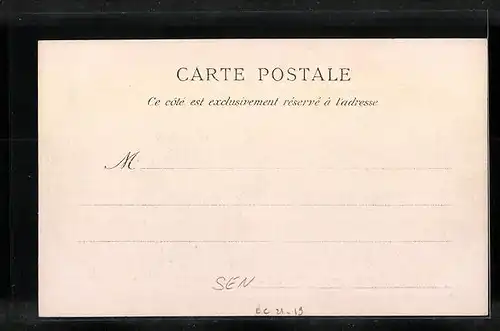 CARTE POSTALE
Ce côté est exclusivement réservé à l'adresse
M
SEN